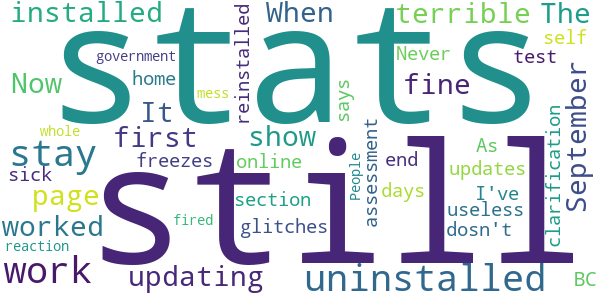 installed
When
terrible
The
stats
government
reinstalled
Never
self
test
Now
home
mess
fine
says
It
September
whole
first
show
People
assessment
clarification
stay
freezes
online
end
As
updates
sick
still
page
section
days
I've
useless
worked
fired
glitches
dosn't
reaction
work
updating
uninstalled
BC